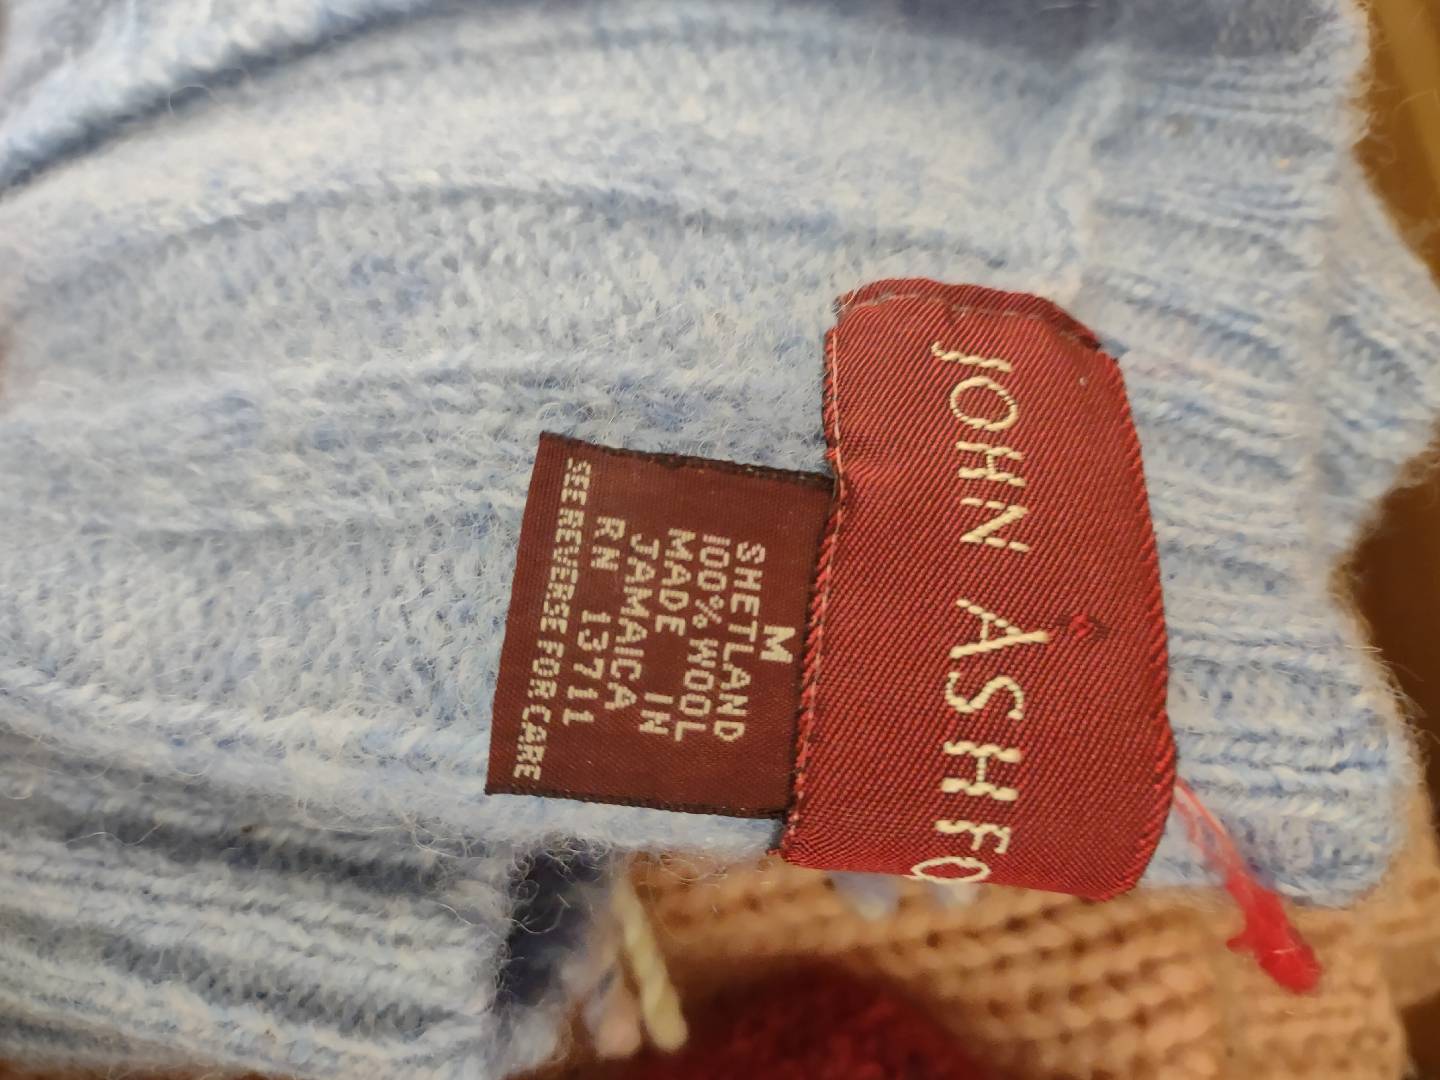 JOHN ASHFO
M
SHETLAND
100% WOOL
MADE IN
JAMAICA
RN 13711
SEE REVERSE FOR CARE